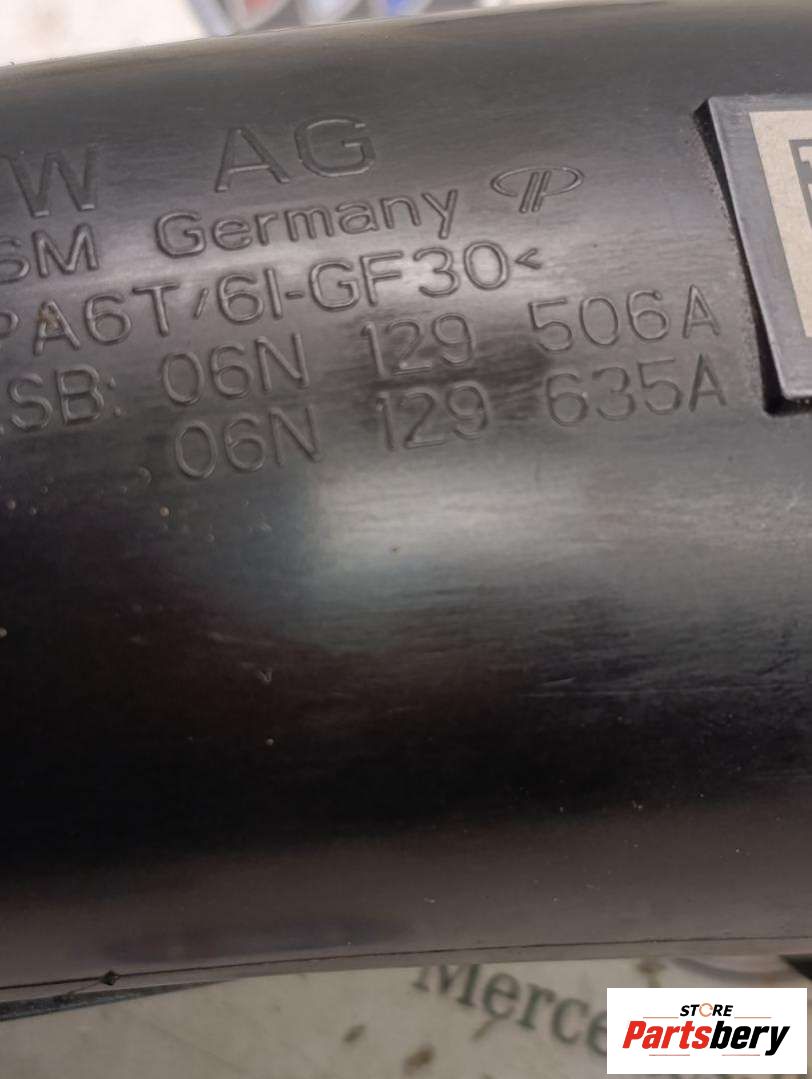 W AG
SM Germany
PA6T/6I-GF30<
SB: 06N 129 506A
06N 129 635A
Merce
STORE
Partsbery